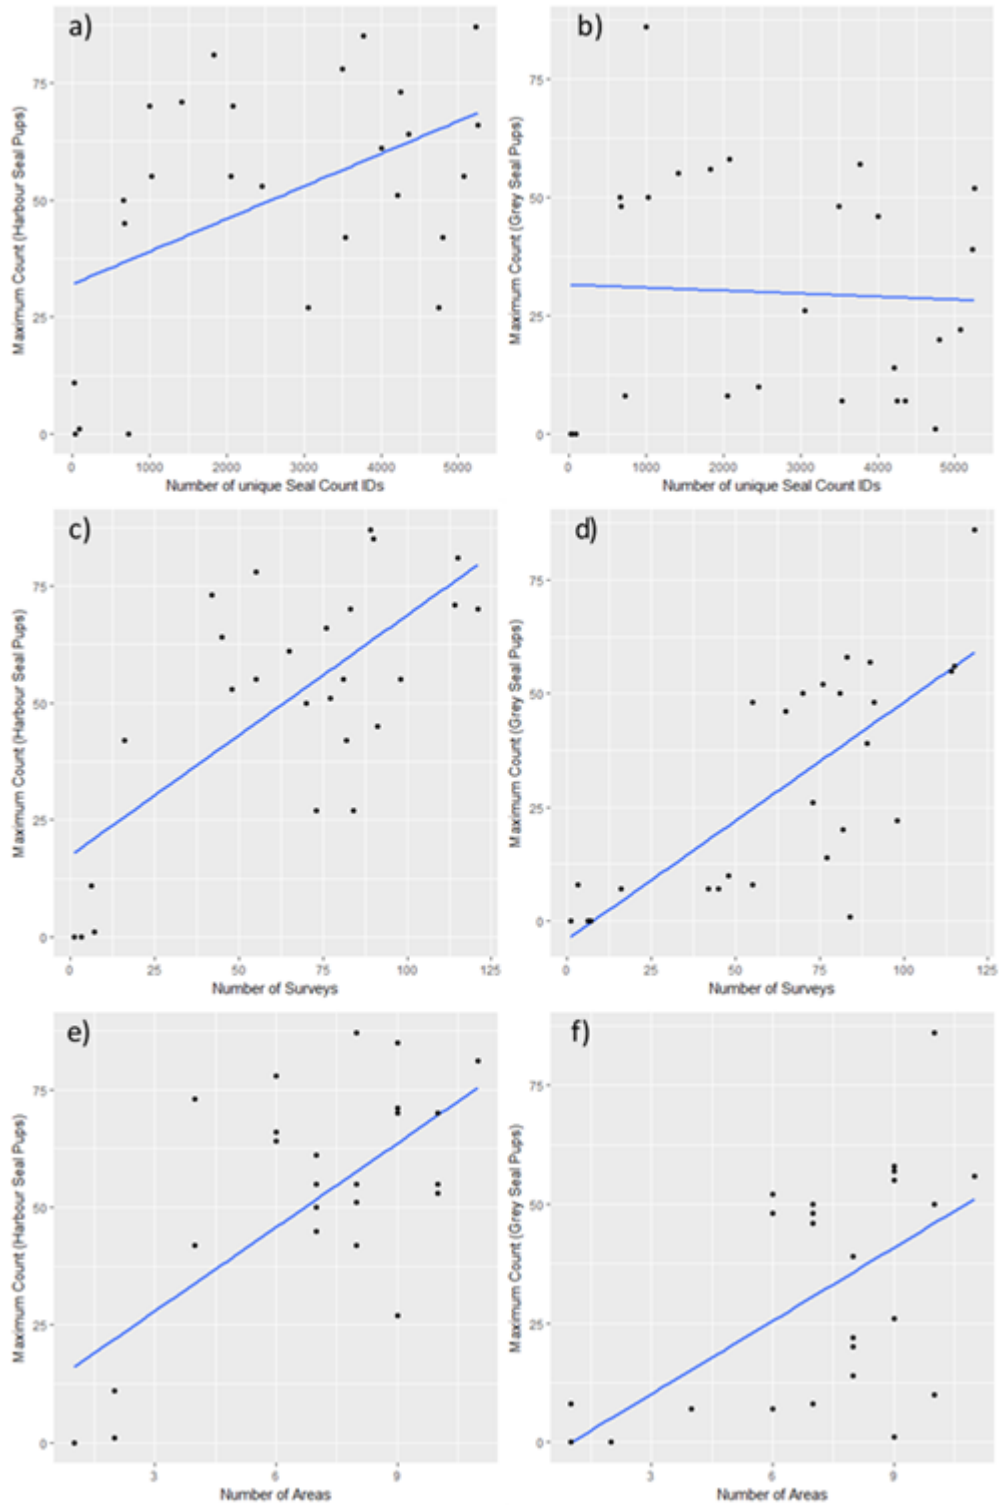 a)
Maximum Count (Harbour Seal Pups)
75
50
25
0
0 1000 2000 3000 4000 5000
Number of unique Seal Count IDs
b)
Maximum Count (Grey Seal Pups)
75
50
25
0
0 1000 2000 3000 4000 5000
Number of unique Seal Count IDs
c)
Maximum Count (Harbour Seal Pups)
75
50
25
0
0 25 50 75 100 125
Number of Surveys
d)
Maximum Count (Grey Seal Pups)
75
50
25
0
0 25 50 75 100 125
Number of Surveys
e)
Maximum Count (Harbour Seal Pups)
75
50
25
0
3 6 9
Number of Areas
f)
Maximum Count (Grey Seal Pups)
75
50
25
0
3 6 9
Number of Areas